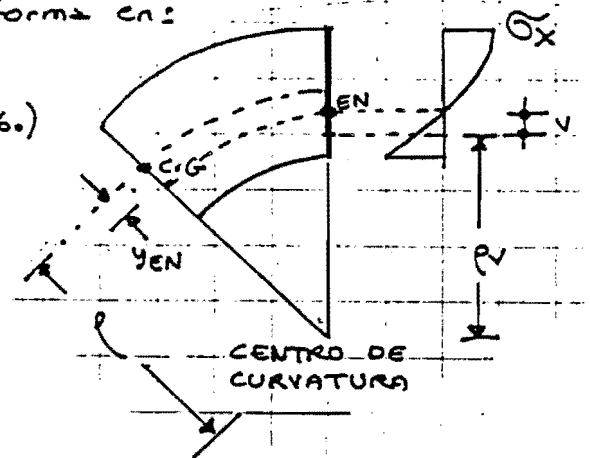 forma en:
σx
EN
6.)
v
C.G
yEN
ρv
ρ
CENTRO DE
CURVATURA